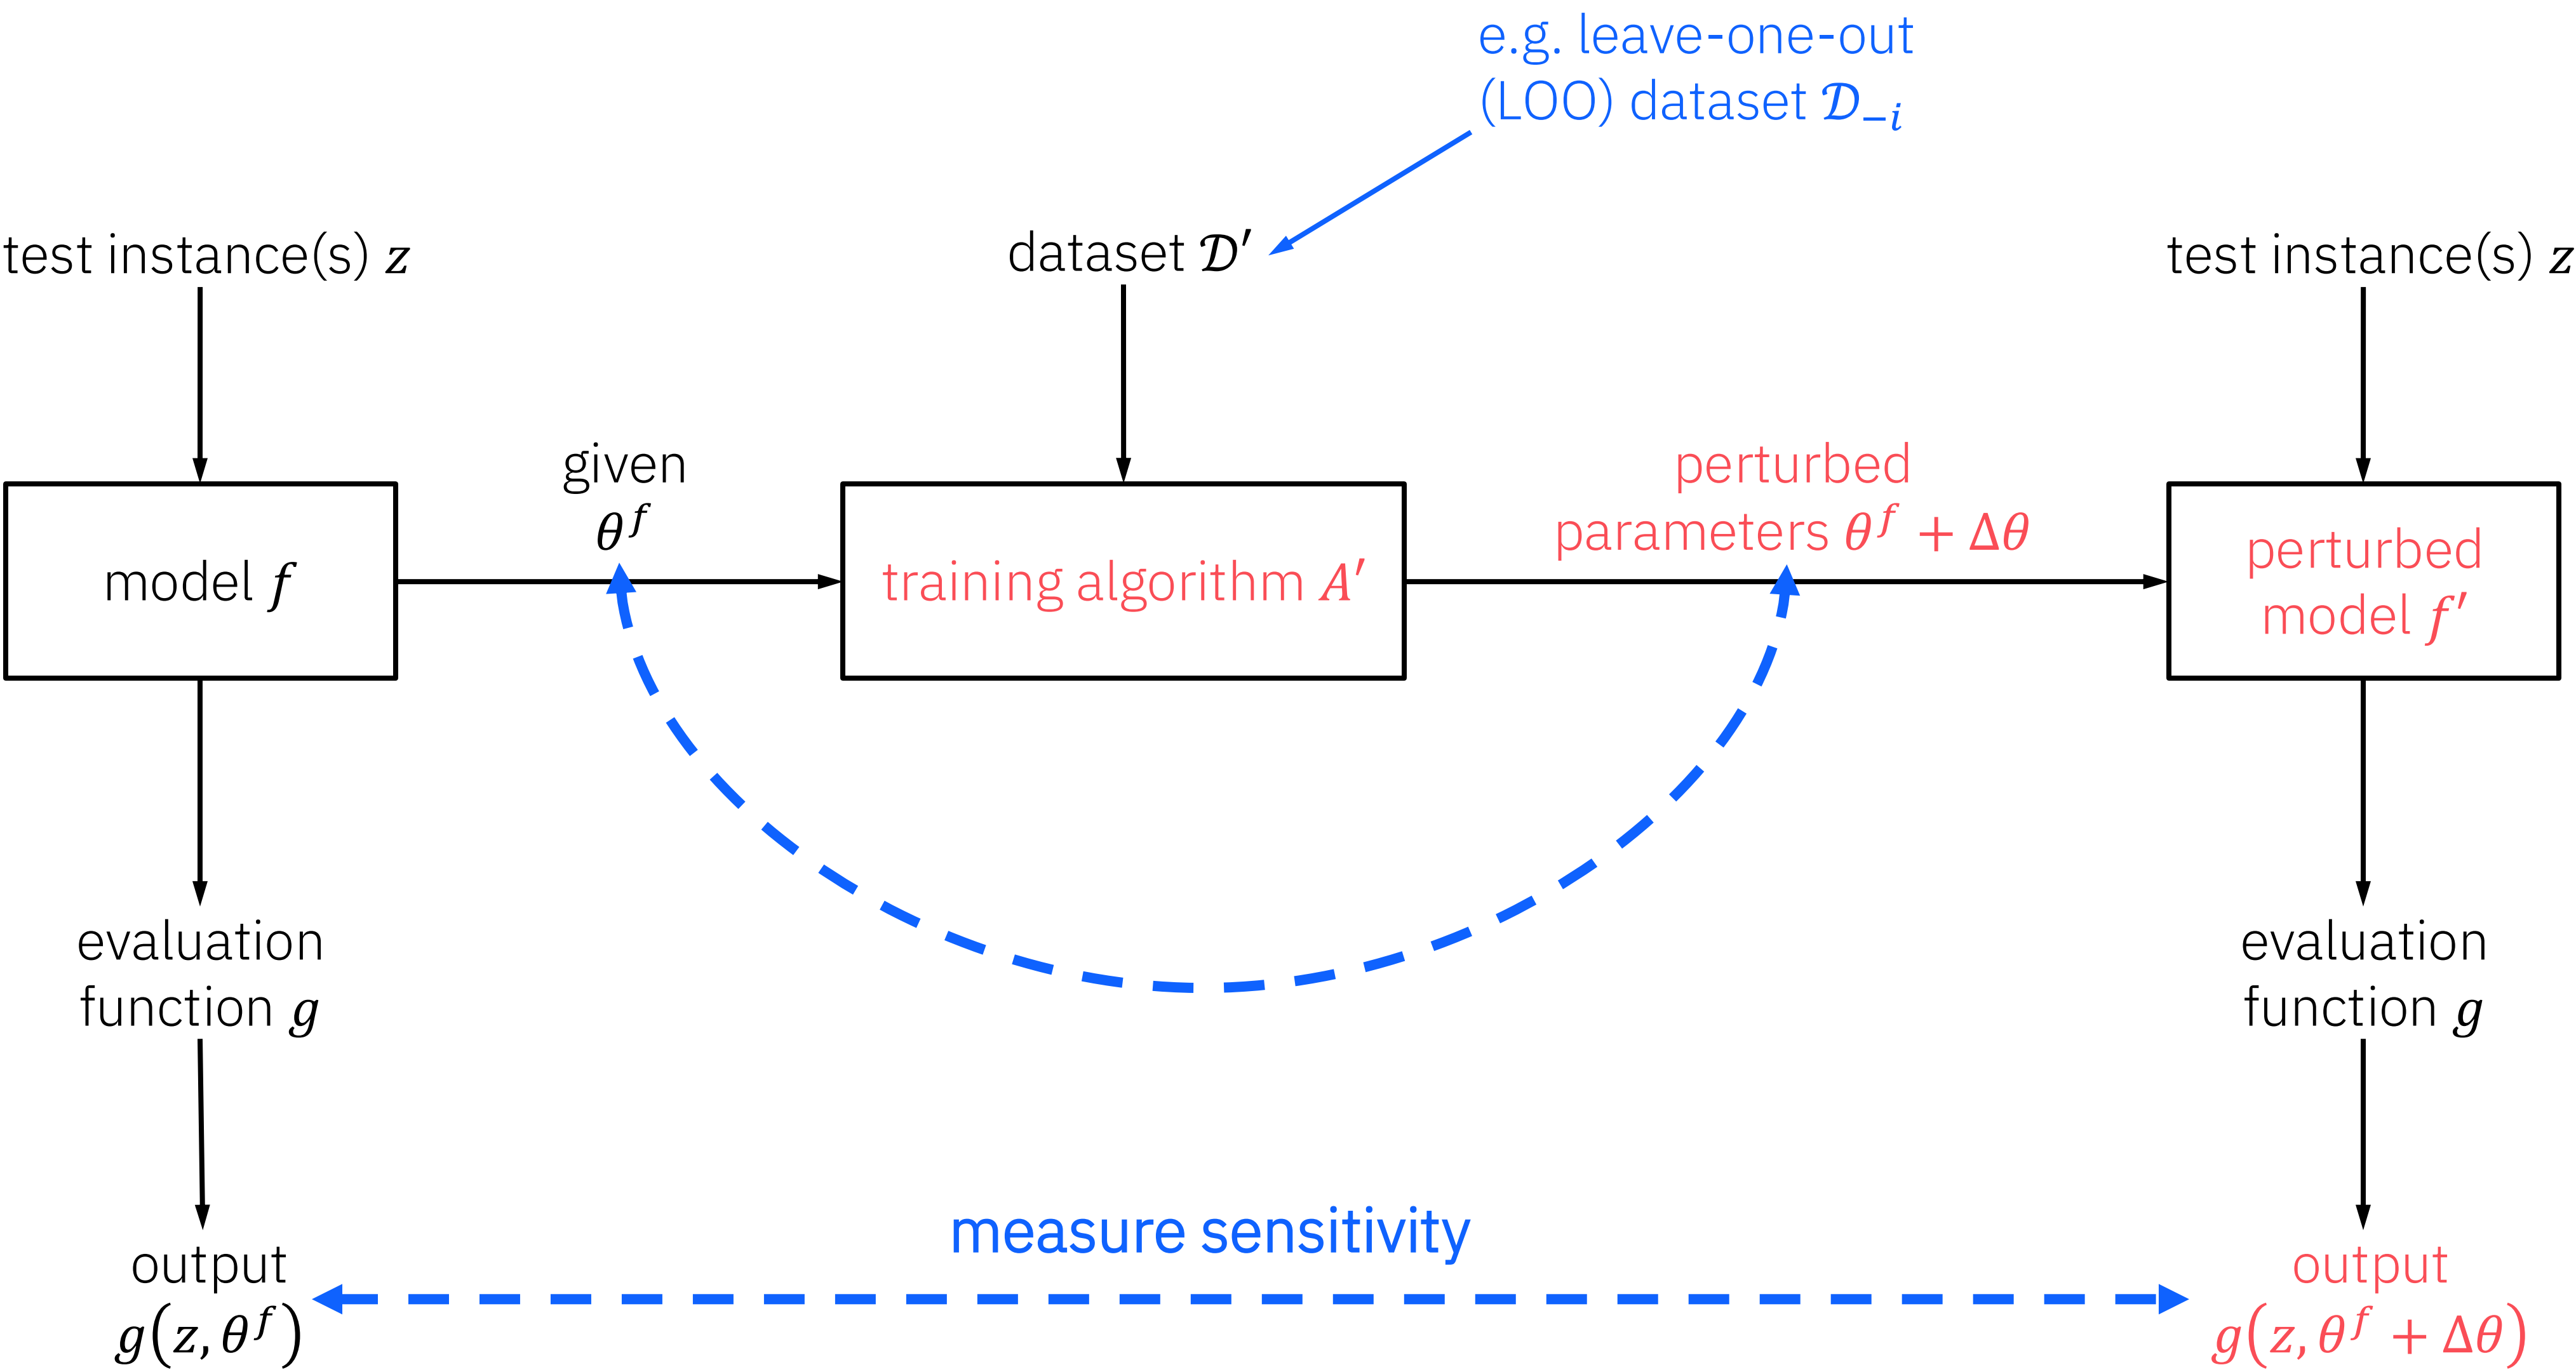 e.g. leave-one-out
(LOO) dataset 𝒟₋ᵢ
test instance(s) z
dataset 𝒟′
test instance(s) z
given
θᶠ
perturbed
parameters θᶠ + Δθ
model f
training algorithm A′
perturbed
model f′
evaluation
function g
evaluation
function g
measure sensitivity
output
g(z, θᶠ)
output
g(z, θᶠ + Δθ)